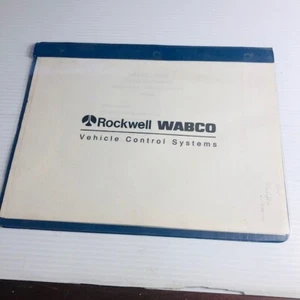 Rockwell WABCO
Vehicle Control Systems